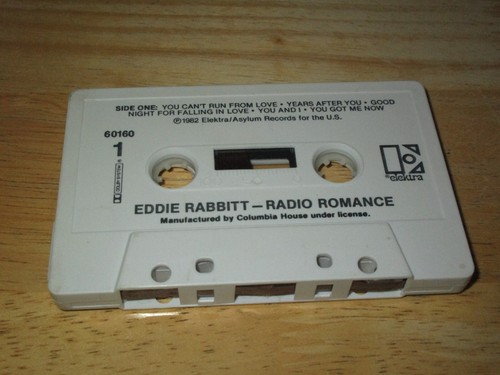 SIDE ONE: YOU CAN'T RUN FROM LOVE • YEARS AFTER YOU • GOOD
NIGHT FOR FALLING IN LOVE • YOU AND I • YOU GOT ME NOW
℗1982 Elektra/Asylum Records for the U.S.
60160
1
DOLBY SYSTEM
elektra
EDDIE RABBITT — RADIO ROMANCE
Manufactured by Columbia House under license.